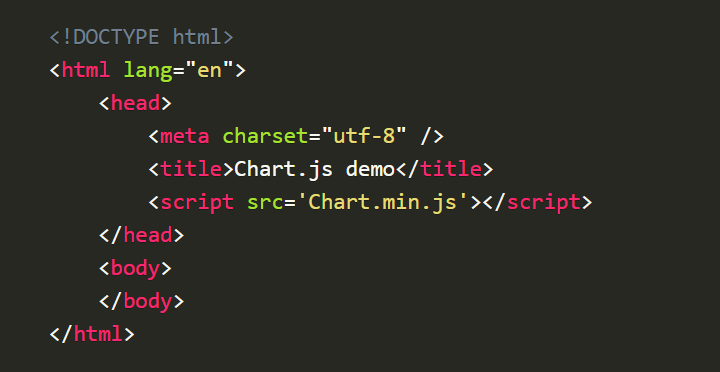 <!DOCTYPE html>
<html lang="en">
    <head>
        <meta charset="utf-8" />
        <title>Chart.js demo</title>
        <script src='Chart.min.js'></script>
    </head>
    <body>
    </body>
</html>